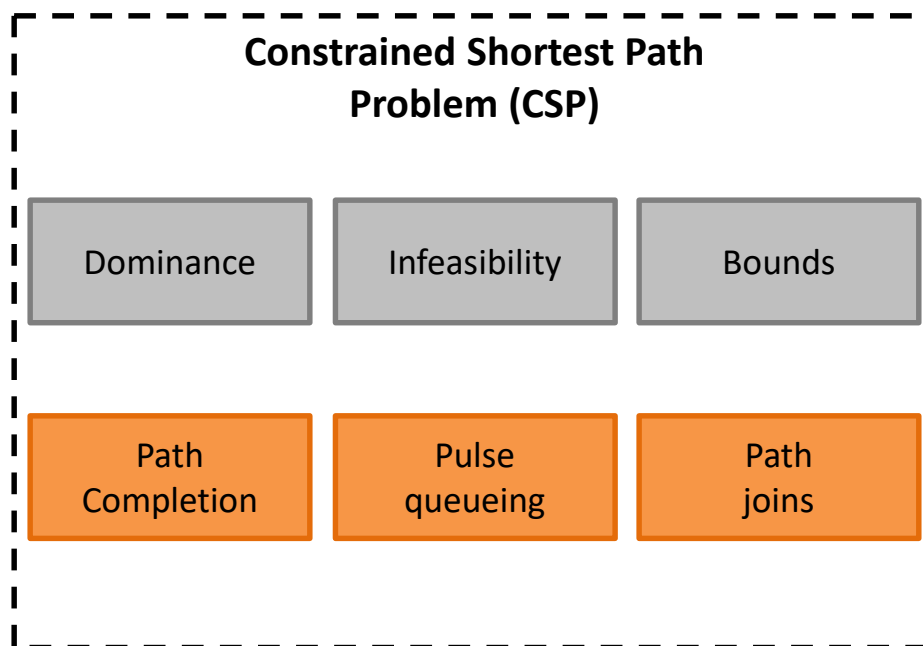 Constrained Shortest Path
Problem (CSP)
Dominance
Infeasibility
Bounds
Path
Completion
Pulse
queueing
Path
joins